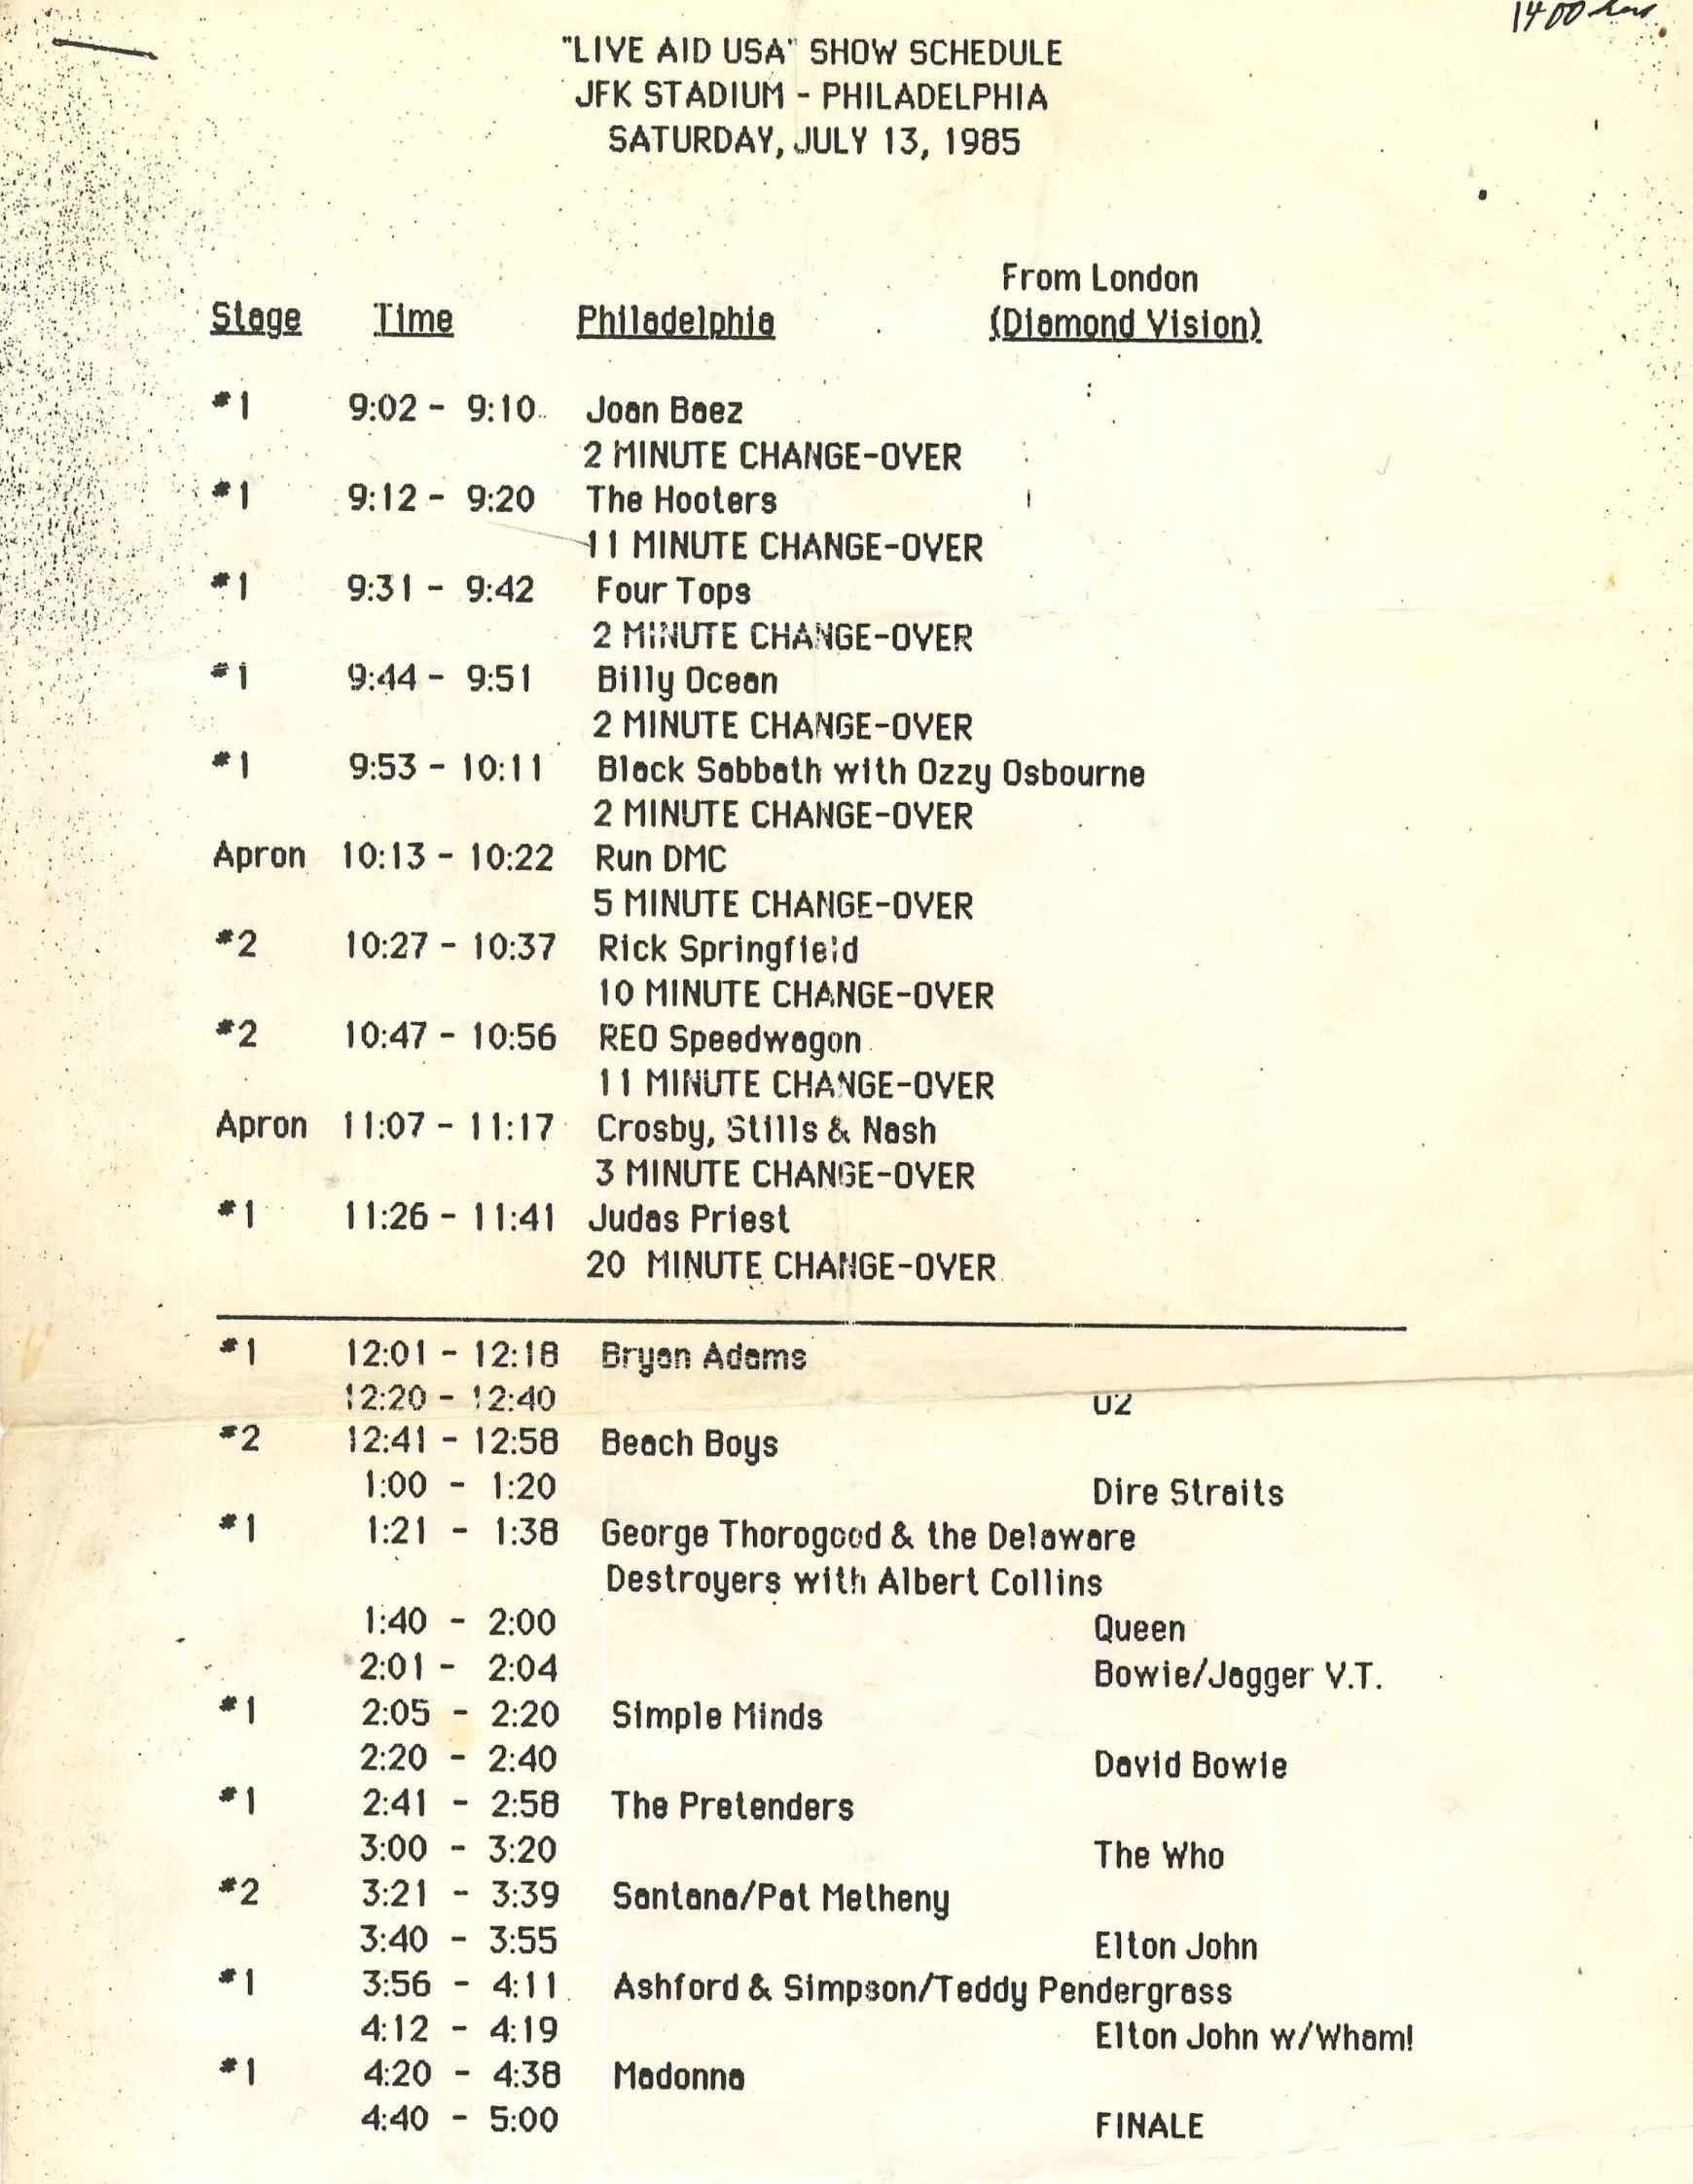 1400 hrs.
"LIVE AID USA" SHOW SCHEDULE
JFK STADIUM - PHILADELPHIA
SATURDAY, JULY 13, 1985
From London
Stage Time Philadelphia (Diamond Vision)
#1 9:02 - 9:10 Joan Baez
2 MINUTE CHANGE-OVER
#1 9:12 - 9:20 The Hooters
11 MINUTE CHANGE-OVER
#1 9:31 - 9:42 Four Tops
2 MINUTE CHANGE-OVER
#1 9:44 - 9:51 Billy Ocean
2 MINUTE CHANGE-OVER
#1 9:53 - 10:11 Black Sabbath with Ozzy Osbourne
2 MINUTE CHANGE-OVER
Apron 10:13 - 10:22 Run DMC
5 MINUTE CHANGE-OVER
#2 10:27 - 10:37 Rick Springfield
10 MINUTE CHANGE-OVER
#2 10:47 - 10:56 REO Speedwagon
11 MINUTE CHANGE-OVER
Apron 11:07 - 11:17 Crosby, Stills & Nash
3 MINUTE CHANGE-OVER
#1 11:26 - 11:41 Judas Priest
20 MINUTE CHANGE-OVER
#1 12:01 - 12:18 Bryan Adams
12:20 - 12:40 U2
#2 12:41 - 12:58 Beach Boys
1:00 - 1:20 Dire Straits
#1 1:21 - 1:38 George Thorogood & the Delaware
Destroyers with Albert Collins
1:40 - 2:00 Queen
2:01 - 2:04 Bowie/Jagger V.T.
#1 2:05 - 2:20 Simple Minds
2:20 - 2:40 David Bowie
#1 2:41 - 2:58 The Pretenders
3:00 - 3:20 The Who
#2 3:21 - 3:39 Santana/Pat Metheny
3:40 - 3:55 Elton John
#1 3:56 - 4:11 Ashford & Simpson/Teddy Pendergrass
4:12 - 4:19 Elton John w/Wham!
#1 4:20 - 4:38 Madonna
4:40 - 5:00 FINALE